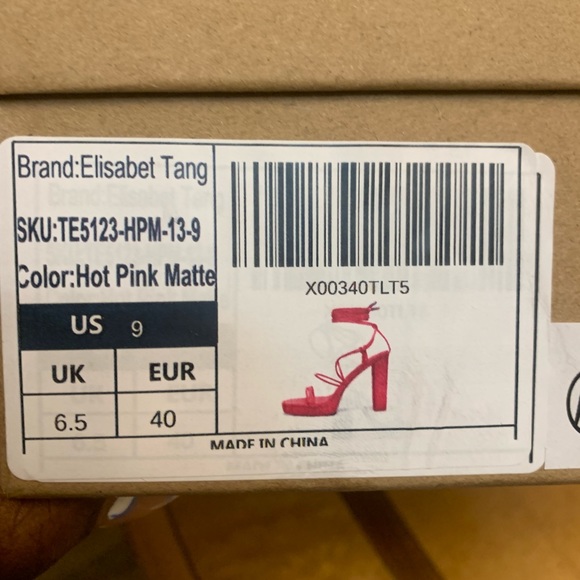 Brand:Elisabet Tang
SKU:TE5123-HPM-13-9
Color:Hot Pink Matte
US 9
UK EUR
6.5 40
X00340TLT5
MADE IN CHINA